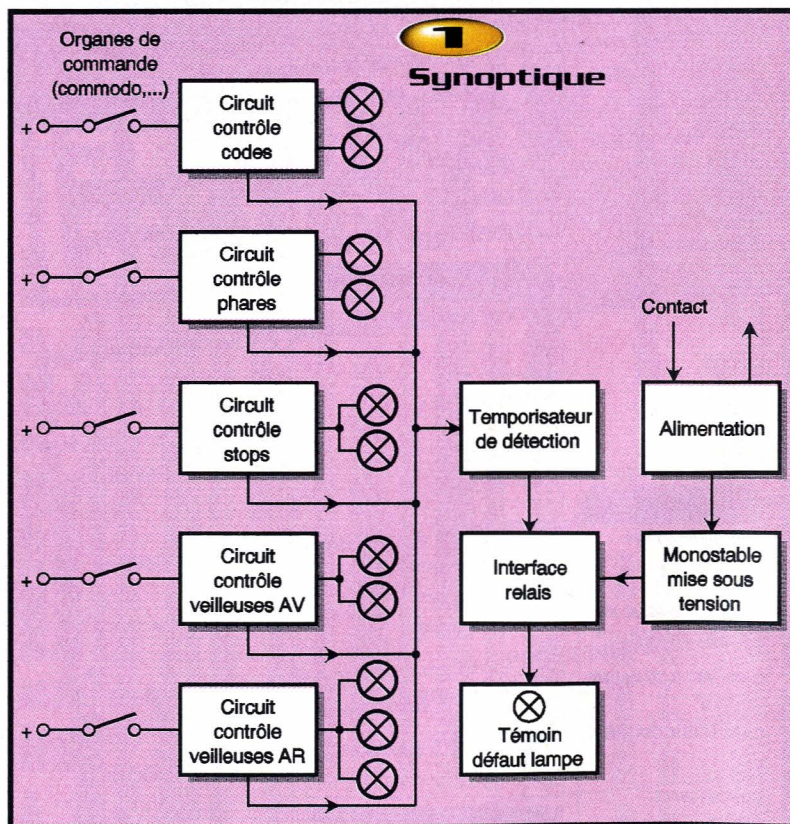 1
Synoptique
Organes de
commande
(commodo,...)
+
Circuit
contrôle
codes
+
Circuit
contrôle
phares
+
Circuit
contrôle
stops
+
Circuit
contrôle
veilleuses AV
+
Circuit
contrôle
veilleuses AR
Temporisateur
de détection
Interface
relais
Témoin
défaut lampe
Contact
Alimentation
Monostable
mise sous
tension